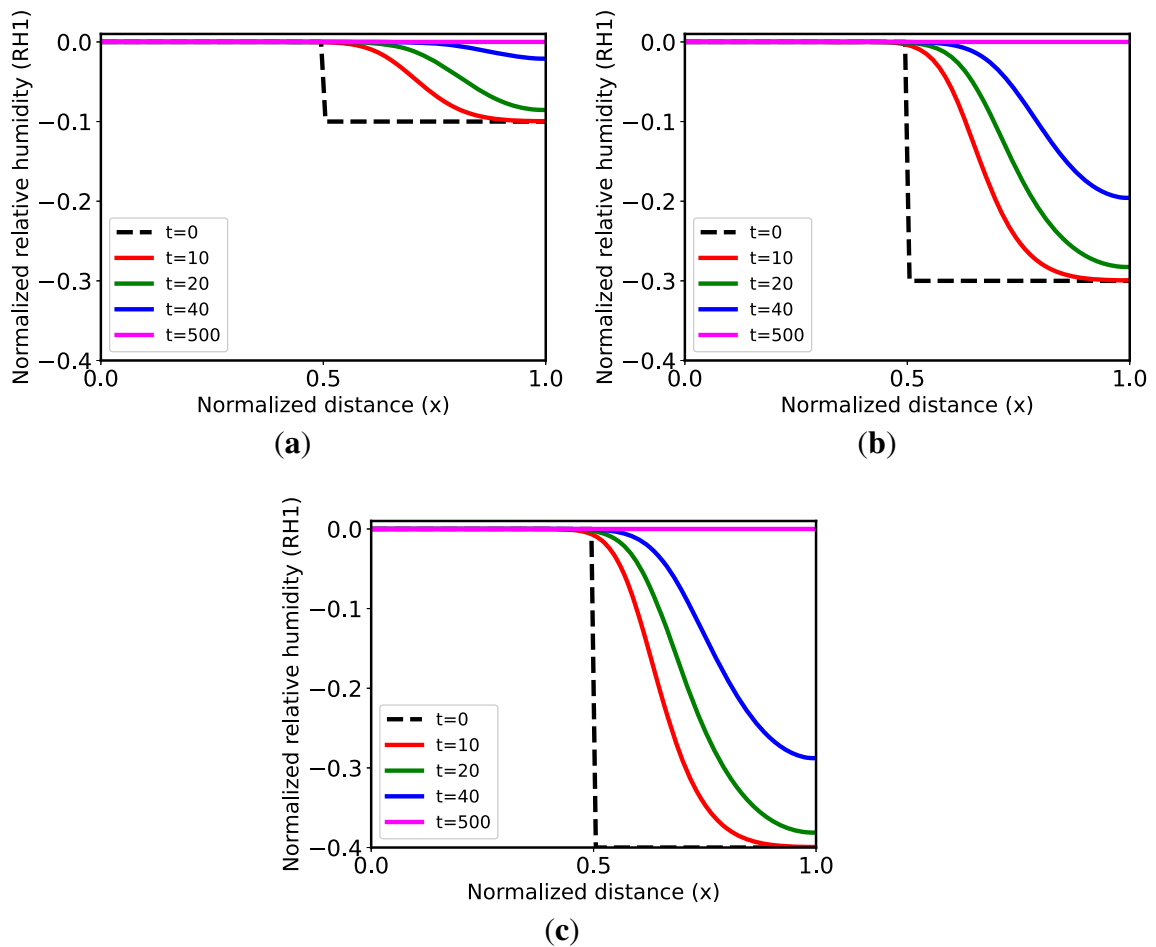 Normalized relative humidity (RH1)
0.0
−0.1
−0.2
−0.3
−0.4
t=0
t=10
t=20
t=40
t=500
0.0
0.5
1.0
Normalized distance (x)
(a)
Normalized relative humidity (RH1)
0.0
−0.1
−0.2
−0.3
−0.4
t=0
t=10
t=20
t=40
t=500
0.0
0.5
1.0
Normalized distance (x)
(b)
Normalized relative humidity (RH1)
0.0
−0.1
−0.2
−0.3
−0.4
t=0
t=10
t=20
t=40
t=500
0.0
0.5
1.0
Normalized distance (x)
(c)